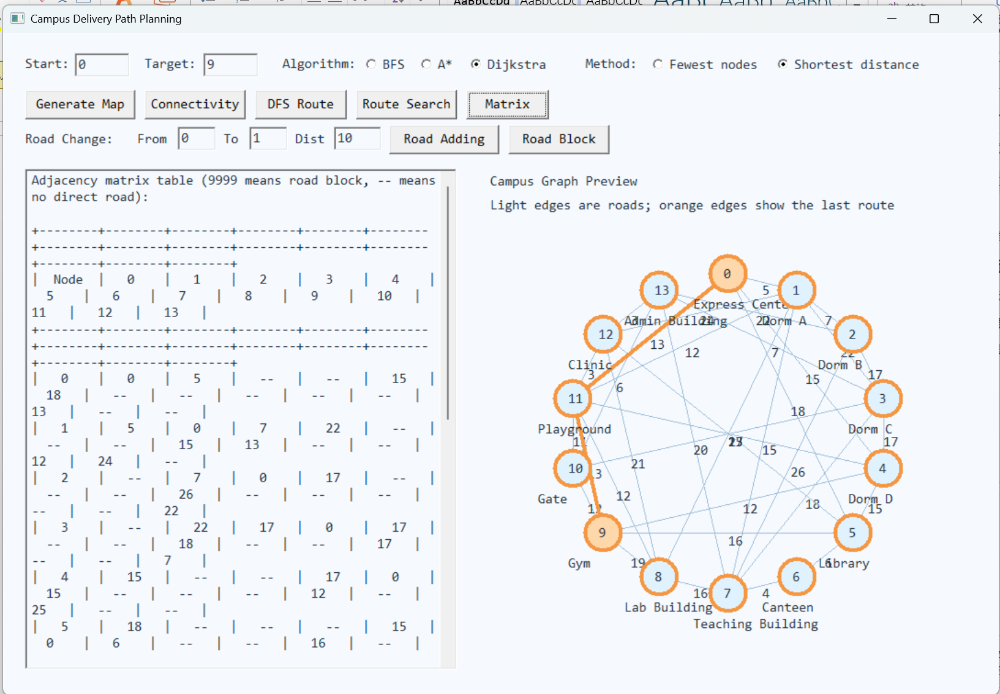 AaBbCcDd AaBbCcDc AaBbCcDc AaBb AaBb AaBbC
Campus Delivery Path Planning
Start: 0 Target: 9 Algorithm: BFS A* Dijkstra Method: Fewest nodes Shortest distance
Generate Map Connectivity DFS Route Route Search Matrix
Road Change: From 0 To 1 Dist 10 Road Adding Road Block
Adjacency matrix table (9999 means road block, -- means
no direct road):
+--------+--------+--------+--------+--------+--------
+--------+--------+--------+--------+--------+--------
+--------+--------+--------+
| Node | 0 | 1 | 2 | 3 | 4 |
5 | 6 | 7 | 8 | 9 | 10 |
11 | 12 | 13 |
+--------+--------+--------+--------+--------+--------
+--------+--------+--------+--------+--------+--------
+--------+--------+--------+
| 0 | 0 | 5 | -- | -- | 15 |
18 | -- | -- | -- | -- | -- |
13 | -- | -- |
| 1 | 5 | 0 | 7 | 22 | -- |
-- | -- | 15 | 13 | -- | -- |
12 | 24 | -- |
| 2 | -- | 7 | 0 | 17 | -- |
-- | -- | 26 | -- | -- | -- |
-- | -- | 22 |
| 3 | -- | 22 | 17 | 0 | 17 |
-- | -- | 18 | -- | -- | 17 |
-- | -- | 7 |
| 4 | 15 | -- | -- | 17 | 0 |
15 | -- | -- | -- | 12 | -- |
25 | -- | -- |
| 5 | 18 | -- | -- | -- | 15 |
0 | 6 | -- | -- | 16 | -- |
Campus Graph Preview
Light edges are roads; orange edges show the last route
0
13 5 1
Express Cente
Admin Building 24 22 Dorm A 7
12 2
13 12 7 22
Clinic Dorm B
3 17
6 15
11 3
18
Playground Dorm C
11 17
20 15
21
10 4
3 26
12
Gate Dorm D
12 12 18 15
9 5
16
Gym 19 Library
8 6
16 7 4
Lab Building Canteen
Teaching Building